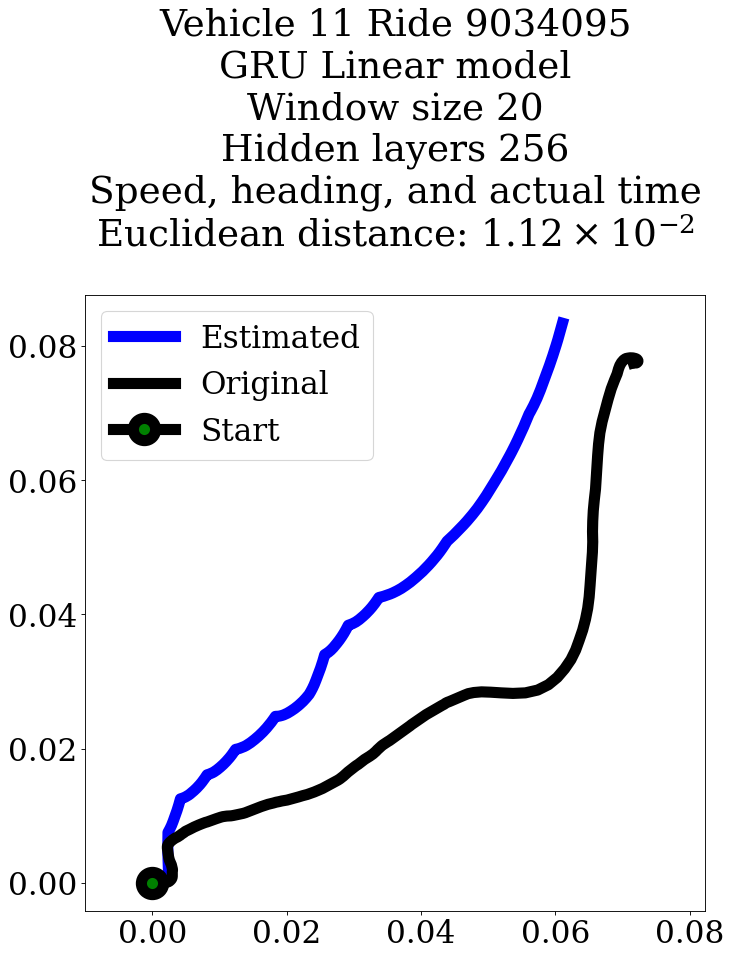 Vehicle 11 Ride 9034095
GRU Linear model
Window size 20
Hidden layers 256
Speed, heading, and actual time
Euclidean distance: 1.12 × 10⁻²
Estimated
Original
Start
0.08
0.06
0.04
0.02
0.00
0.00 0.02 0.04 0.06 0.08